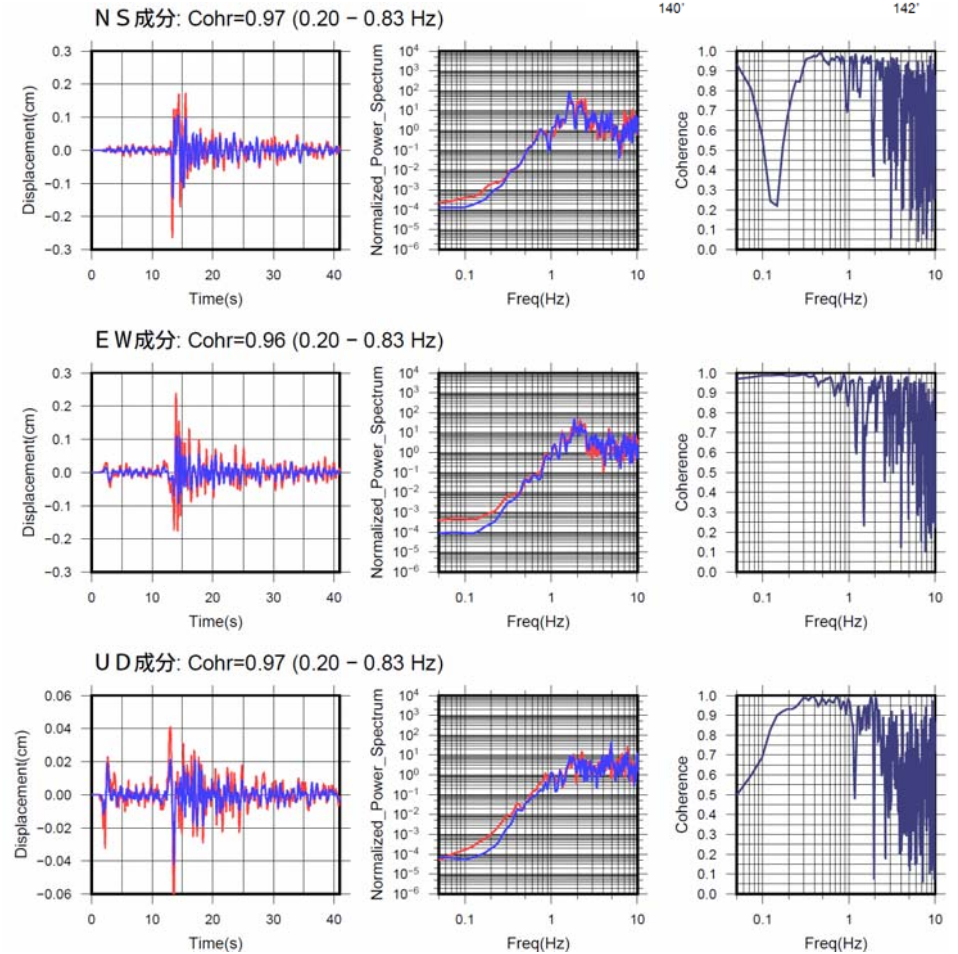 140' 142'
NS成分: Cohr=0.97 (0.20 − 0.83 Hz)
Displacement(cm)
0.3
0.2
0.1
0.0
−0.1
−0.2
−0.3
0 10 20 30 40
Time(s)
Normalized_Power_Spectrum
10⁴
10³
10²
10¹
10⁰
10⁻¹
10⁻²
10⁻³
10⁻⁴
10⁻⁵
10⁻⁶
0.1 1 10
Freq(Hz)
Coherence
1.0
0.9
0.8
0.7
0.6
0.5
0.4
0.3
0.2
0.1
0.0
0.1 1 10
Freq(Hz)
EW成分: Cohr=0.96 (0.20 − 0.83 Hz)
Displacement(cm)
0.3
0.2
0.1
0.0
−0.1
−0.2
−0.3
0 10 20 30 40
Time(s)
Normalized_Power_Spectrum
10⁴
10³
10²
10¹
10⁰
10⁻¹
10⁻²
10⁻³
10⁻⁴
10⁻⁵
10⁻⁶
0.1 1 10
Freq(Hz)
Coherence
1.0
0.9
0.8
0.7
0.6
0.5
0.4
0.3
0.2
0.1
0.0
0.1 1 10
Freq(Hz)
UD成分: Cohr=0.97 (0.20 − 0.83 Hz)
Displacement(cm)
0.06
0.04
0.02
0.00
−0.02
−0.04
−0.06
0 10 20 30 40
Time(s)
Normalized_Power_Spectrum
10⁴
10³
10²
10¹
10⁰
10⁻¹
10⁻²
10⁻³
10⁻⁴
10⁻⁵
10⁻⁶
0.1 1 10
Freq(Hz)
Coherence
1.0
0.9
0.8
0.7
0.6
0.5
0.4
0.3
0.2
0.1
0.0
0.1 1 10
Freq(Hz)